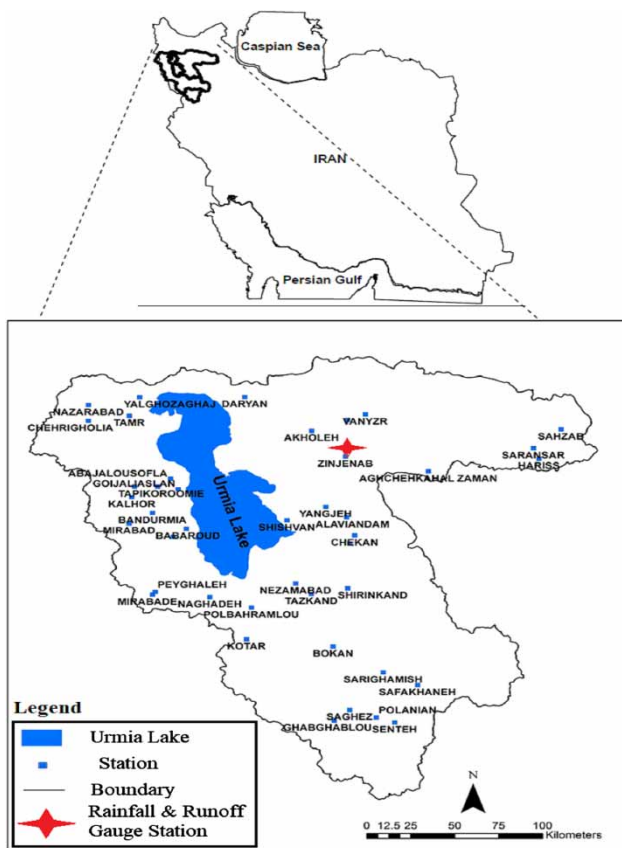 Caspian Sea
IRAN
Persian Gulf
YALGHOZAGHAJ DARYAN
NAZARABAD
TAMR
CHEHRIGHOLIA
YANYZR
AKHOLEH
SAHZAB
SARANSAR
HARISS
ZINJENAB
AGHCHEHKAHAL ZAMAN
ABAJALOUSOFLA
GOIJALIASLAN
TAPIKOROOMIE
KALHOR
Urmia Lake
BANDURMIA
MIRABAD
BABAROUD
SHISHVAN
YANGJEH
ALAVIANDAM
CHEKAN
PEYGHALEH
MIRABADE
NAGHADEH
NEZAMABAD
TAZKAND
SHIRINKAND
POLBAHRAMLOU
KOTAR
BOKAN
SARIGHAMISH
SAFAKHANEH
SAGHEZ
POLANIAN
GHABGHABLOU
SENTEH
Legend
Urmia Lake
Station
Boundary
Rainfall & Runoff
Gauge Station
N
0 12.5 25 50 75 100
Kilometers